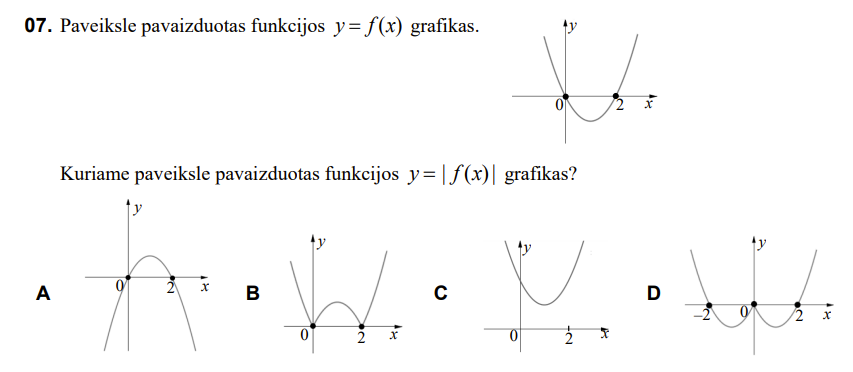 07. Paveiksle pavaizduotas funkcijos y = f(x) grafikas.
y
0 2 x
Kuriame paveiksle pavaizduotas funkcijos y = | f(x)| grafikas?
A
y
0 2 x
B
y
0 2 x
C
y
0 2 x
D
y
–2 0 2 x